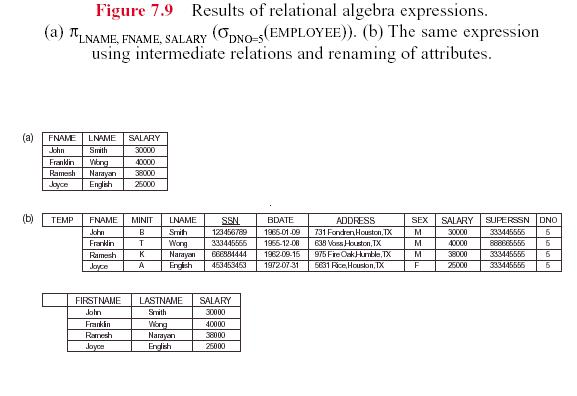 Figure 7.9 Results of relational algebra expressions.
(a) πLNAME, FNAME, SALARY (σDNO=5(EMPLOYEE)). (b) The same expression
using intermediate relations and renaming of attributes.
(a) FNAME LNAME SALARY
John Smith 30000
Franklin Wong 40000
Ramesh Narayan 38000
Joyce English 25000
(b) TEMP FNAME MINIT LNAME SSN BDATE ADDRESS SEX SALARY SUPERSSN DNO
John B Smith 123456789 1965-01-09 731 Fondren,Houston,TX M 30000 333445555 5
Franklin T Wong 333445555 1955-12-08 638 Voss,Houston,TX M 40000 888665555 5
Ramesh K Narayan 666884444 1962-09-15 975 Fire Oak,Humble,TX M 38000 333445555 5
Joyce A English 453453453 1972-07-31 5631 Rice,Houston,TX F 25000 333445555 5
FIRSTNAME LASTNAME SALARY
John Smith 30000
Franklin Wong 40000
Ramesh Narayan 38000
Joyce English 25000